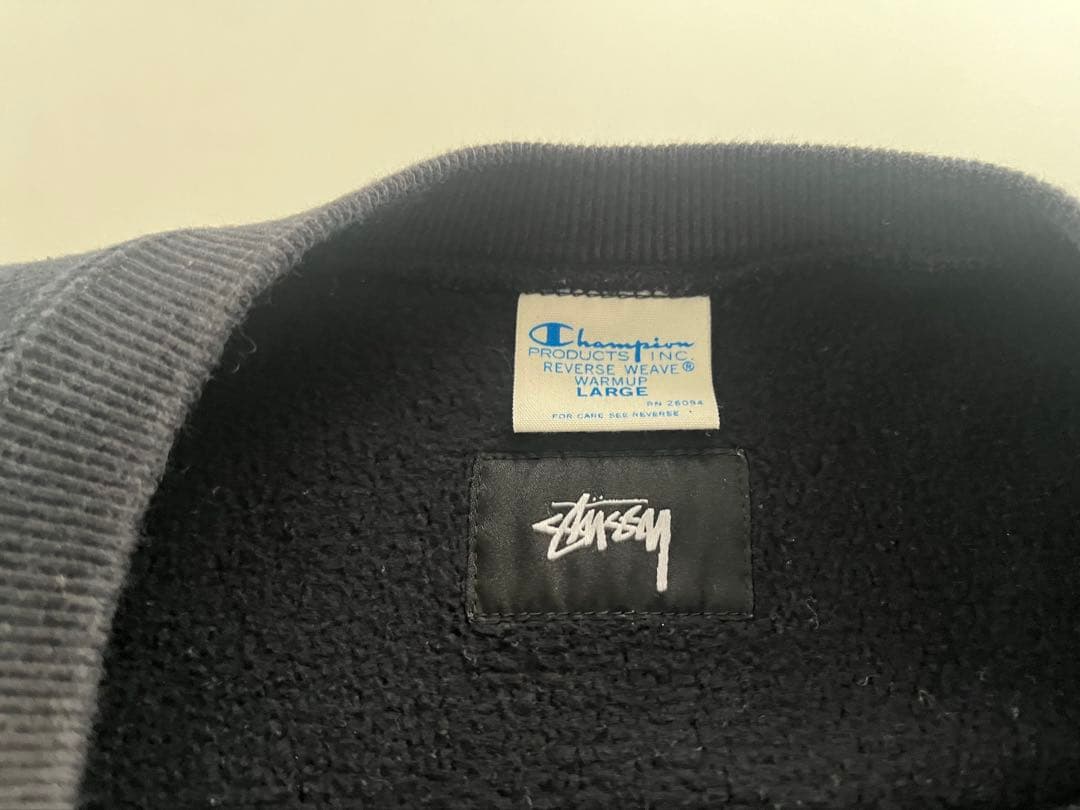 Champion
PRODUCTS INC.
REVERSE WEAVE®
WARMUP
LARGE
RN 26094
FOR CARE SEE REVERSE
Stüssy